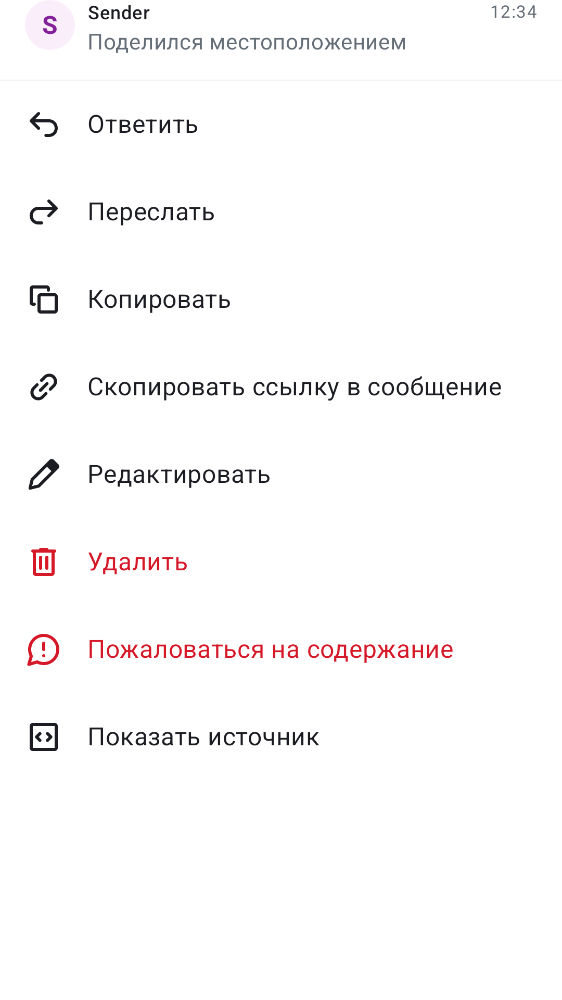 S
Sender
12:34
Поделился местоположением
Ответить
Переслать
Копировать
Скопировать ссылку в сообщение
Редактировать
Удалить
Пожаловаться на содержание
Показать источник